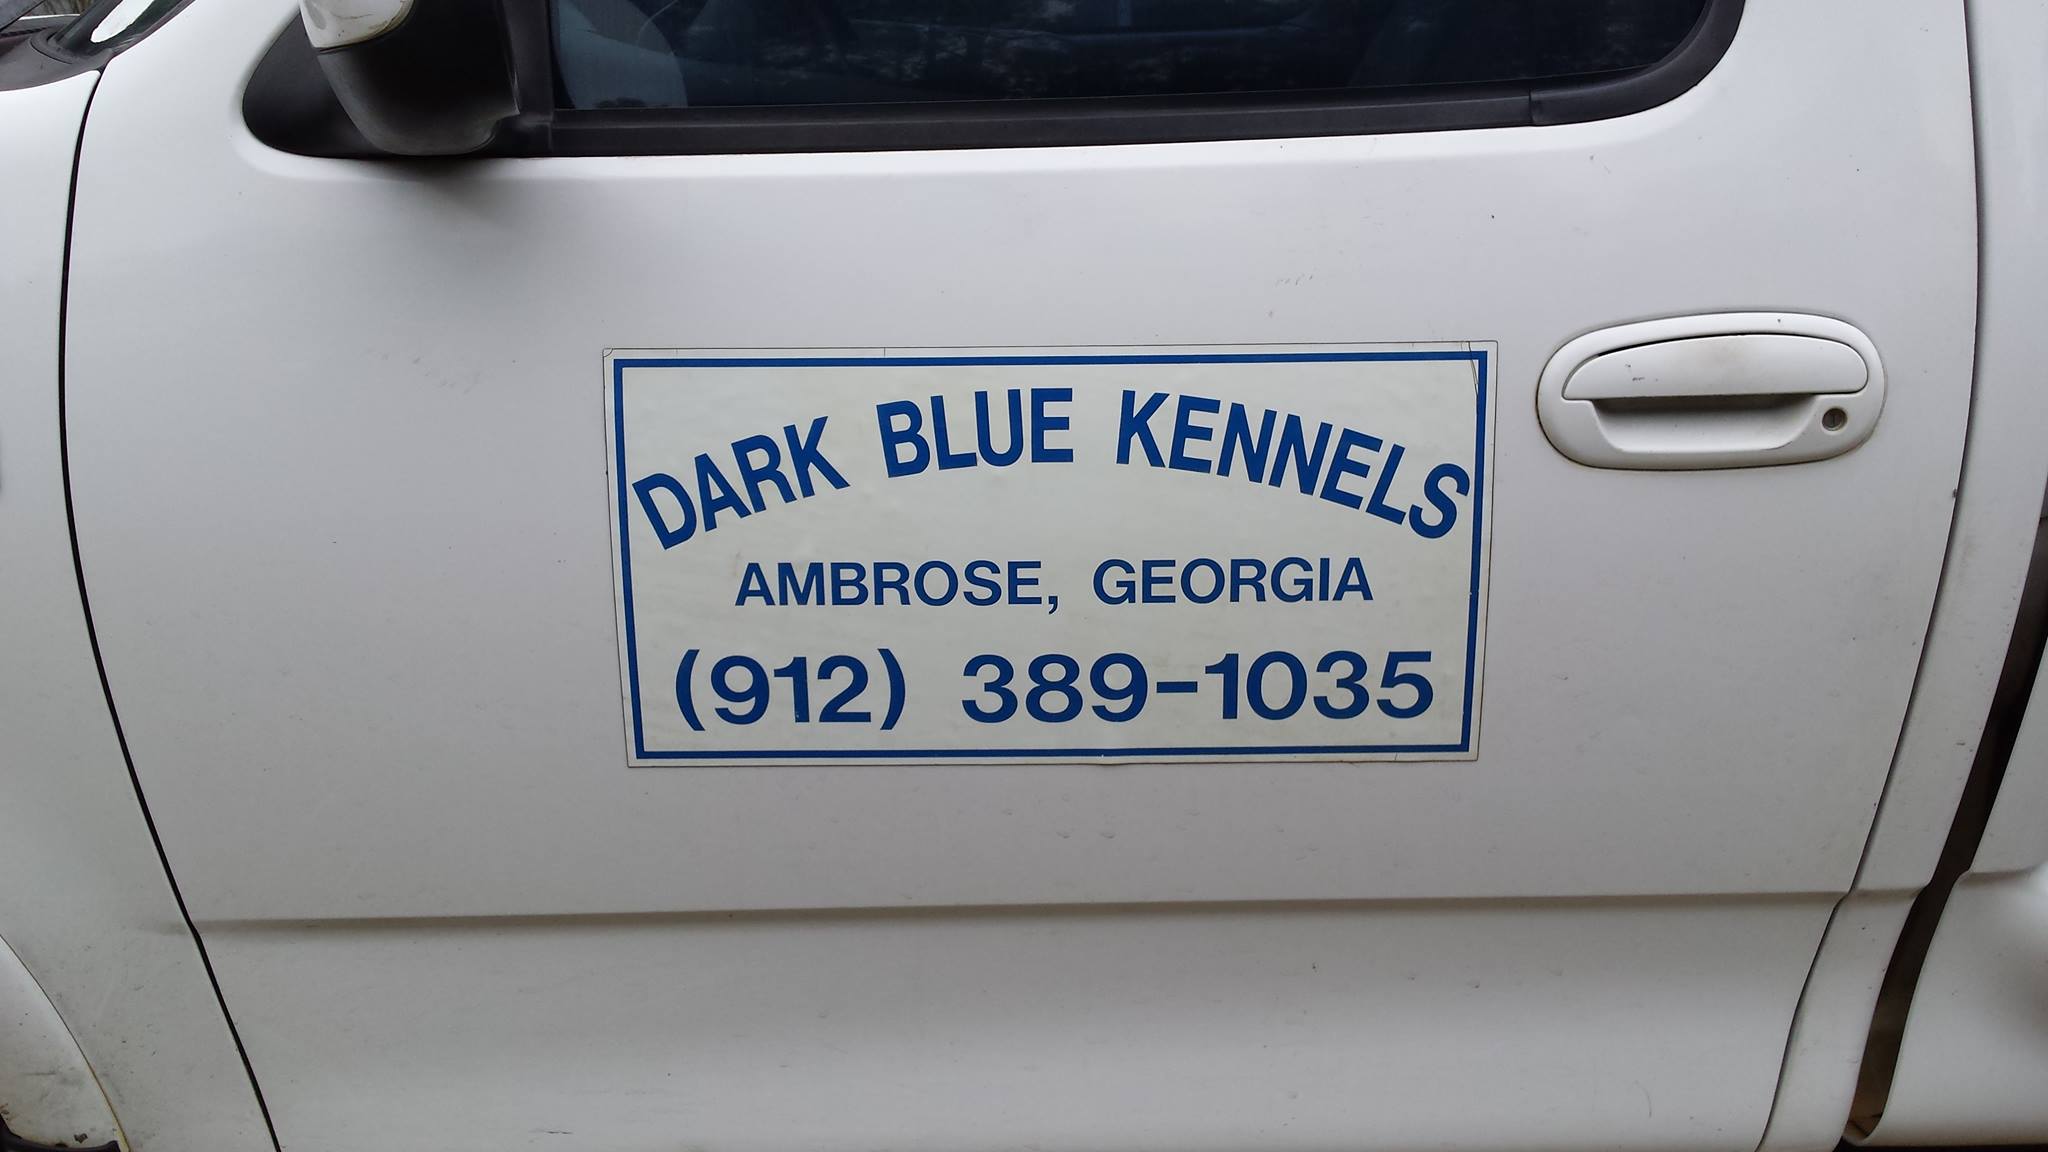 DARK BLUE KENNELS
AMBROSE, GEORGIA
(912) 389-1035